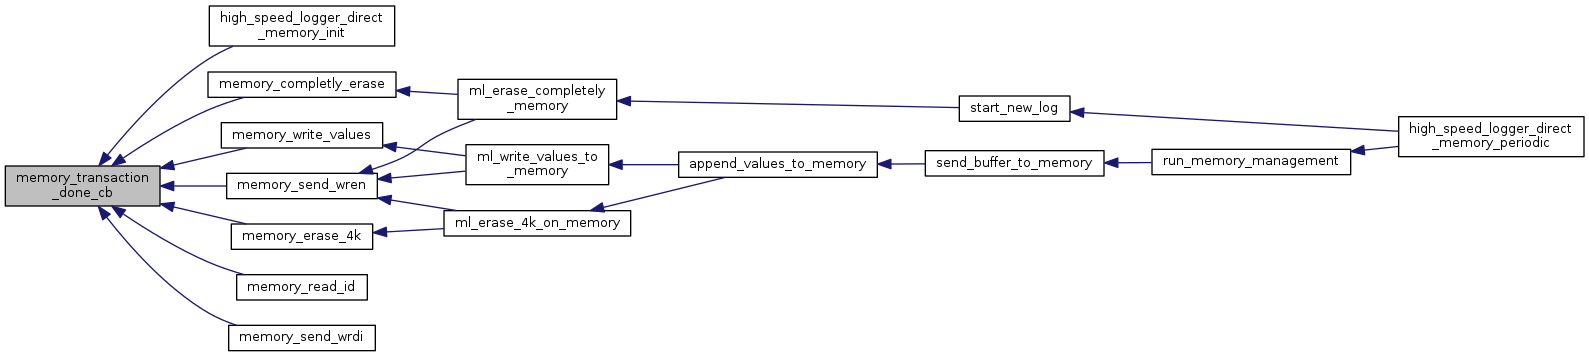 high_speed_logger_direct
_memory_init
memory_completly_erase
ml_erase_completely
_memory
start_new_log
high_speed_logger_direct
_memory_periodic
memory_write_values
ml_write_values_to
_memory
append_values_to_memory
send_buffer_to_memory
run_memory_management
memory_transaction
_done_cb
memory_send_wren
ml_erase_4k_on_memory
memory_erase_4k
memory_read_id
memory_send_wrdi